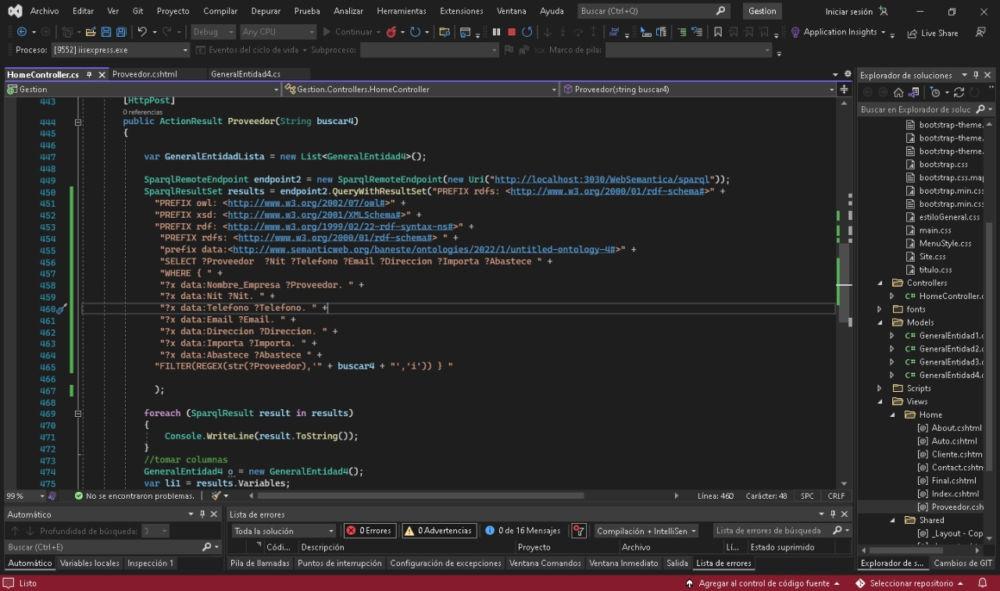 Archivo Editar Ver Git Proyecto Compilar Depurar Prueba Analizar Herramientas Extensiones Ventana Ayuda Buscar (Ctrl+Q) Gestion Iniciar sesión
Debug Any CPU Continuar Application Insights Live Share
Proceso: [9552] iisexpress.exe Eventos del ciclo de vida Subproceso: Marco de pila:
HomeController.cs Proveedor.cshtml GeneralEntidad4.cs
Gestion Gestion.Controllers.HomeController Proveedor(string buscar4)
443 [HttpPost]
0 referencias
444 public ActionResult Proveedor(String buscar4)
445 {
446
447 var GeneralEntidadLista = new List<GeneralEntidad4>();
448
449 SparqlRemoteEndpoint endpoint2 = new SparqlRemoteEndpoint(new Uri("http://localhost:3030/WebSemantica/sparql"));
450 SparqlResultSet results = endpoint2.QueryWithResultSet("PREFIX rdfs: <http://www.w3.org/2000/01/rdf-schema#>" +
451 "PREFIX owl: <http://www.w3.org/2002/07/owl#>" +
452 "PREFIX xsd: <http://www.w3.org/2001/XMLSchema#>" +
453 "PREFIX rdf: <http://www.w3.org/1999/02/22-rdf-syntax-ns#>" +
454 "PREFIX rdfs: <http://www.w3.org/2000/01/rdf-schema#> " +
455 "prefix data:<http://www.semanticweb.org/baneste/ontologies/2022/1/untitled-ontology-4#>" +
456 "SELECT ?Proveedor  ?Nit ?Telefono ?Email ?Direccion ?Importa ?Abastece " +
457 "WHERE { " +
458 "?x data:Nombre_Empresa ?Proveedor. " +
459 "?x data:Nit ?Nit. " +
460 "?x data:Telefono ?Telefono. " +
461 "?x data:Email ?Email. " +
462 "?x data:Direccion ?Direccion. " +
463 "?x data:Importa ?Importa. " +
464 "?x data:Abastece ?Abastece " +
465 "FILTER(REGEX(str(?Proveedor),'" + buscar4 + "','i')) } "
466
467 );
468
469 foreach (SparqlResult result in results)
470 {
471 Console.WriteLine(result.ToString());
472 }
473 //tomar columnas
474 GeneralEntidad4 o = new GeneralEntidad4();
475 var li1 = results.Variables;
99 % No se encontraron problemas. Línea: 460 Carácter: 48 SPC CRLF
Explorador de soluciones
Buscar en Explorador de soluc
bootstrap-theme.
bootstrap-theme.
bootstrap-theme.
bootstrap.css
bootstrap.css.map
bootstrap.min.css
bootstrap.min.css.
estiloGeneral.css
main.css
MenuStyle.css
Site.css
titulo.css
Controllers
C# HomeController.c
fonts
Models
C# GeneralEntidad1.c
C# GeneralEntidad2.c
C# GeneralEntidad3.c
C# GeneralEntidad4.c
Scripts
Views
Home
About.cshtml
Auto.cshtml
Cliente.cshtm
Contact.cshtm
Final.cshtml
Index.cshtml
Proveedor.csh
Shared
_Layout - Cop
Explorador de s... Cambios de GIT
Automático
Profundidad de búsqueda: 3
Buscar (Ctrl+E)
Automático Variables locales Inspección 1
Lista de errores
Toda la solución 0 Errores 0 Advertencias 0 de 16 Mensajes Compilación + IntelliSen Lista de errores de búsqueda
Códi... Descripción Proyecto Archivo Lí... Estado suprimido
Pila de llamadas Puntos de interrupción Configuración de excepciones Ventana Comandos Ventana Inmediato Salida Lista de errores
Listo Agregar al control de código fuente Seleccionar repositorio